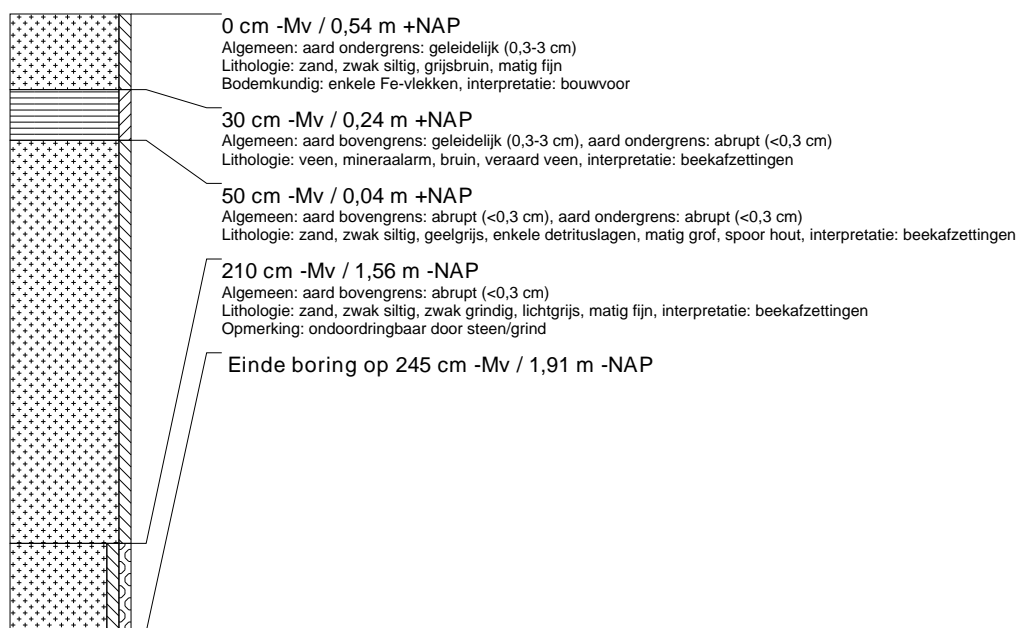 0 cm -Mv / 0,54 m +NAP
Algemeen: aard ondergrens: geleidelijk (0,3-3 cm)
Lithologie: zand, zwak siltig, grijsbruin, matig fijn
Bodemkundig: enkele Fe-vlekken, interpretatie: bouwvoor
30 cm -Mv / 0,24 m +NAP
Algemeen: aard bovengrens: geleidelijk (0,3-3 cm), aard ondergrens: abrupt (<0,3 cm)
Lithologie: veen, mineraalarm, bruin, veraard veen, interpretatie: beekafzettingen
50 cm -Mv / 0,04 m +NAP
Algemeen: aard bovengrens: abrupt (<0,3 cm), aard ondergrens: abrupt (<0,3 cm)
Lithologie: zand, zwak siltig, geelgrijs, enkele detrituslagen, matig grof, spoor hout, interpretatie: beekafzettingen
210 cm -Mv / 1,56 m -NAP
Algemeen: aard bovengrens: abrupt (<0,3 cm)
Lithologie: zand, zwak siltig, zwak grindig, lichtgrijs, matig fijn, interpretatie: beekafzettingen
Opmerking: ondoordringbaar door steen/grind
Einde boring op 245 cm -Mv / 1,91 m -NAP